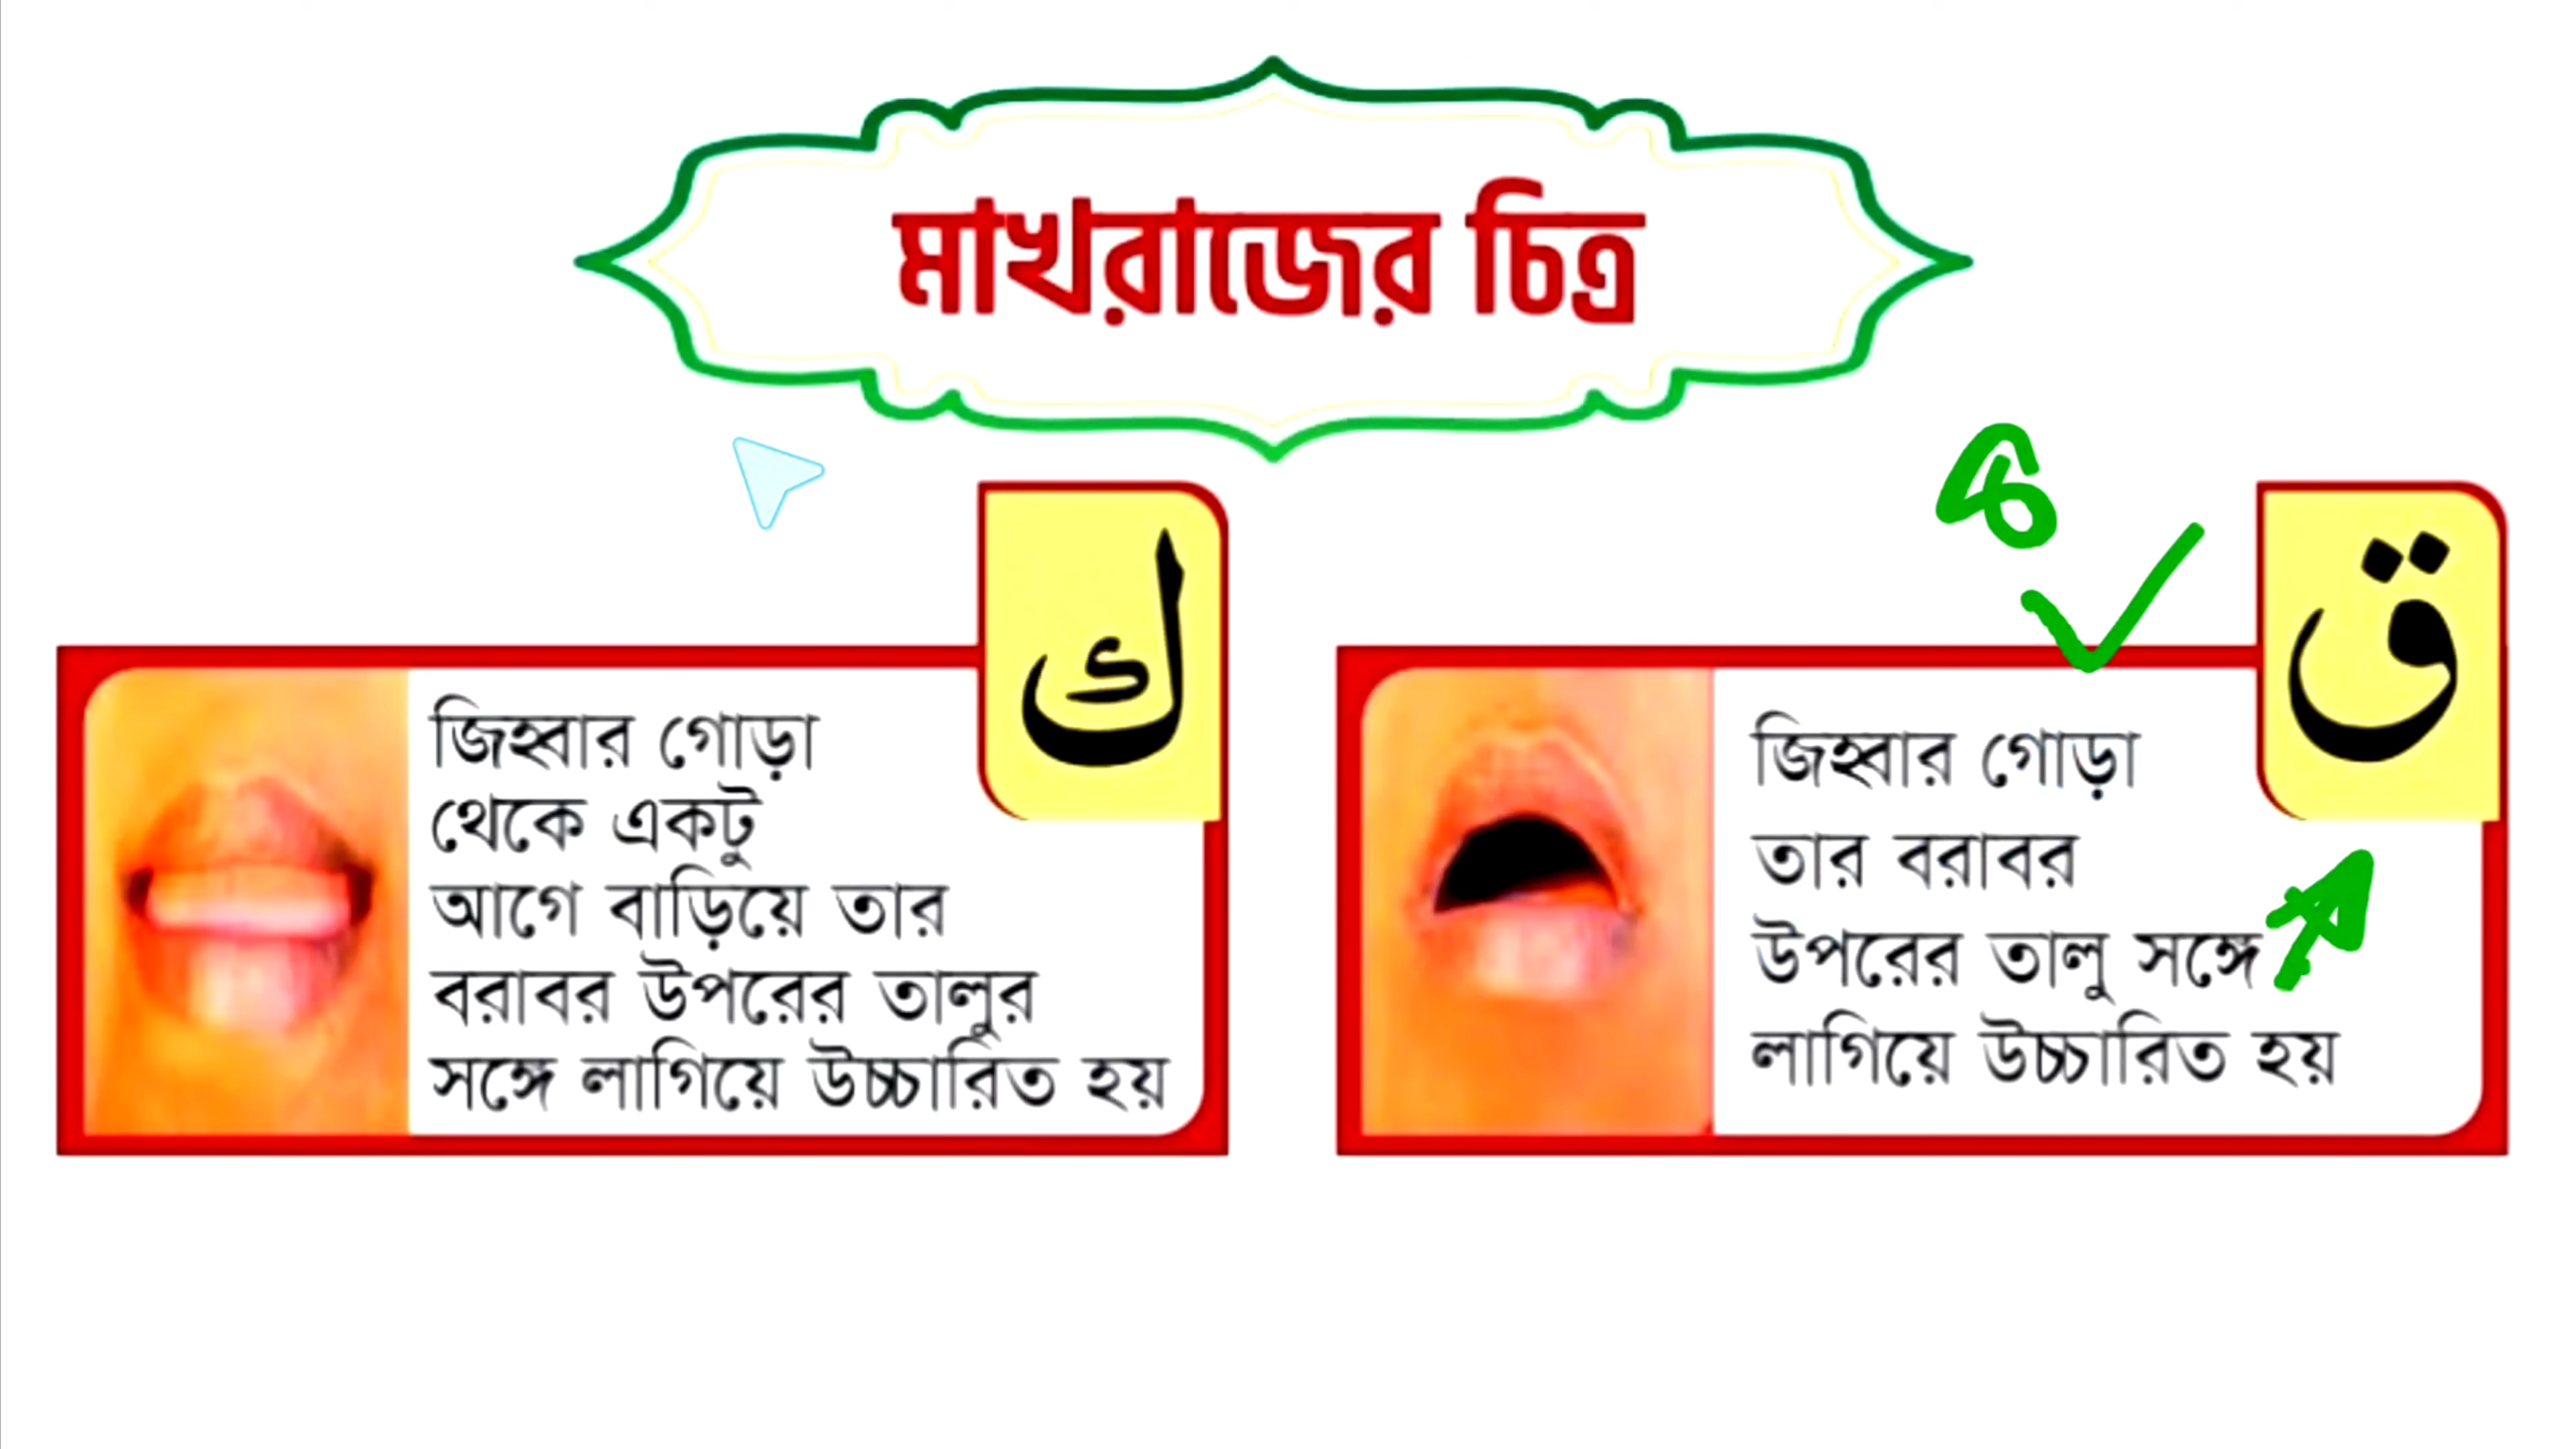 মাখরাজের চিত্র
ك
জিহ্বার গোড়া
থেকে একটু
আগে বাড়িয়ে তার
বরাবর উপরের তালুর
সঙ্গে লাগিয়ে উচ্চারিত হয়
ق
জিহ্বার গোড়া
তার বরাবর
উপরের তালু সঙ্গে
লাগিয়ে উচ্চারিত হয়